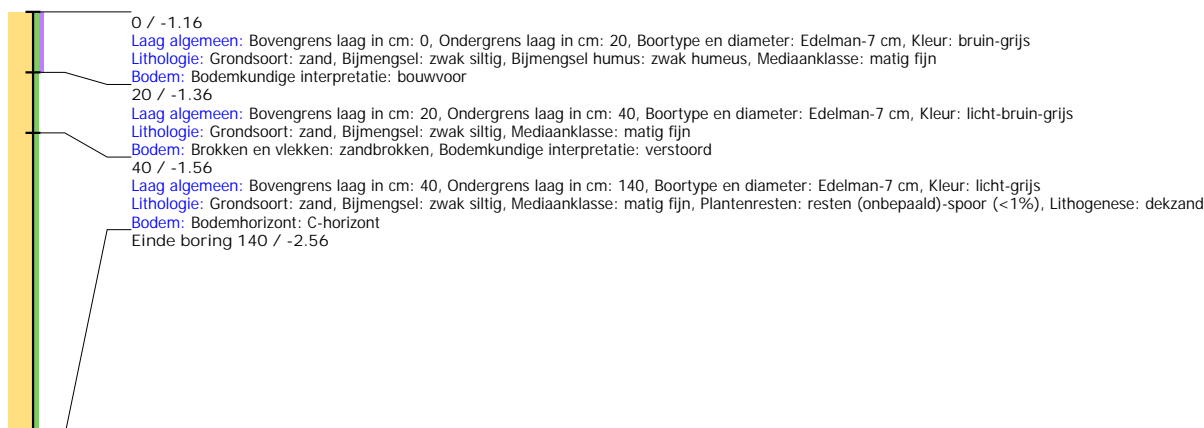 0 / -1.16
Laag algemeen: Bovengrens laag in cm: 0, Ondergrens laag in cm: 20, Boortype en diameter: Edelman-7 cm, Kleur: bruin-grijs
Lithologie: Grondsoort: zand, Bijmengsel: zwak siltig, Bijmengsel humus: zwak humeus, Mediaanklasse: matig fijn
Bodem: Bodemkundige interpretatie: bouwvoor
20 / -1.36
Laag algemeen: Bovengrens laag in cm: 20, Ondergrens laag in cm: 40, Boortype en diameter: Edelman-7 cm, Kleur: licht-bruin-grijs
Lithologie: Grondsoort: zand, Bijmengsel: zwak siltig, Mediaanklasse: matig fijn
Bodem: Brokken en vlekken: zandbrokken, Bodemkundige interpretatie: verstoord
40 / -1.56
Laag algemeen: Bovengrens laag in cm: 40, Ondergrens laag in cm: 140, Boortype en diameter: Edelman-7 cm, Kleur: licht-grijs
Lithologie: Grondsoort: zand, Bijmengsel: zwak siltig, Mediaanklasse: matig fijn, Plantenresten: resten (onbepaald)-spoor (<1%), Lithogenese: dekzand
Bodem: Bodemhorizont: C-horizont
Einde boring 140 / -2.56